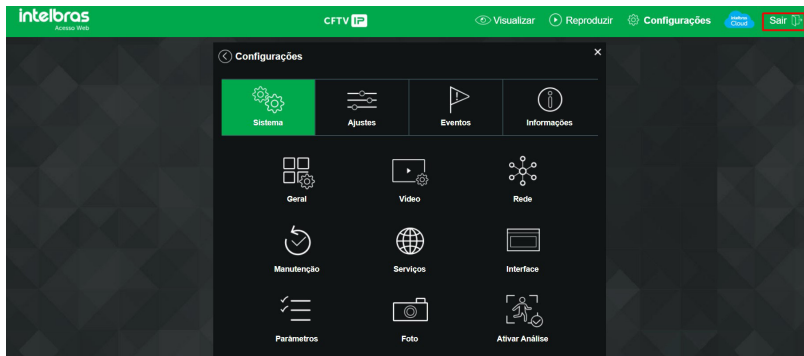 intelbras
Acesso Web
CFTV IP
Visualizar
Reproduzir
Configurações
intelbras
Cloud
Sair
Configurações
Sistema
Ajustes
Eventos
Informações
Geral
Vídeo
Rede
Manutenção
Serviços
Interface
Parâmetros
Foto
Ativar Análise